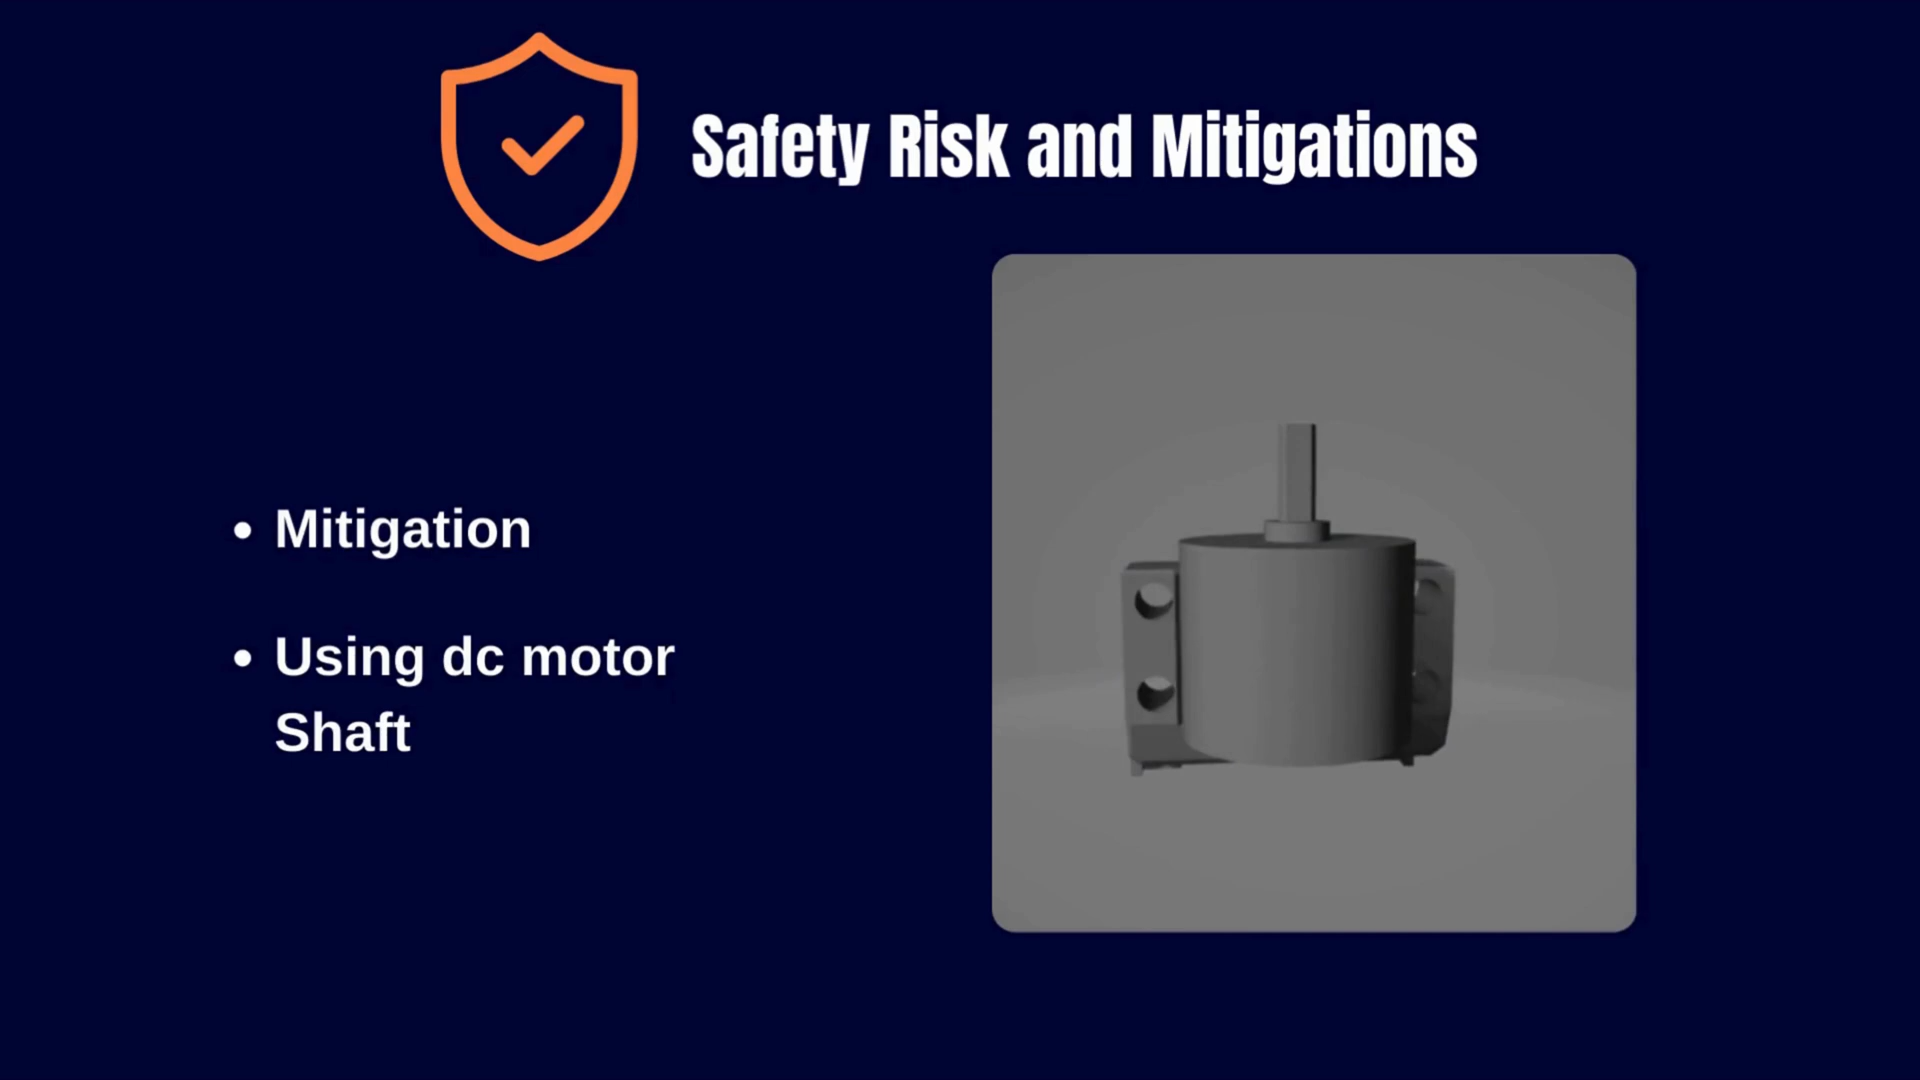 Safety Risk and Mitigations
• Mitigation
• Using dc motor
Shaft